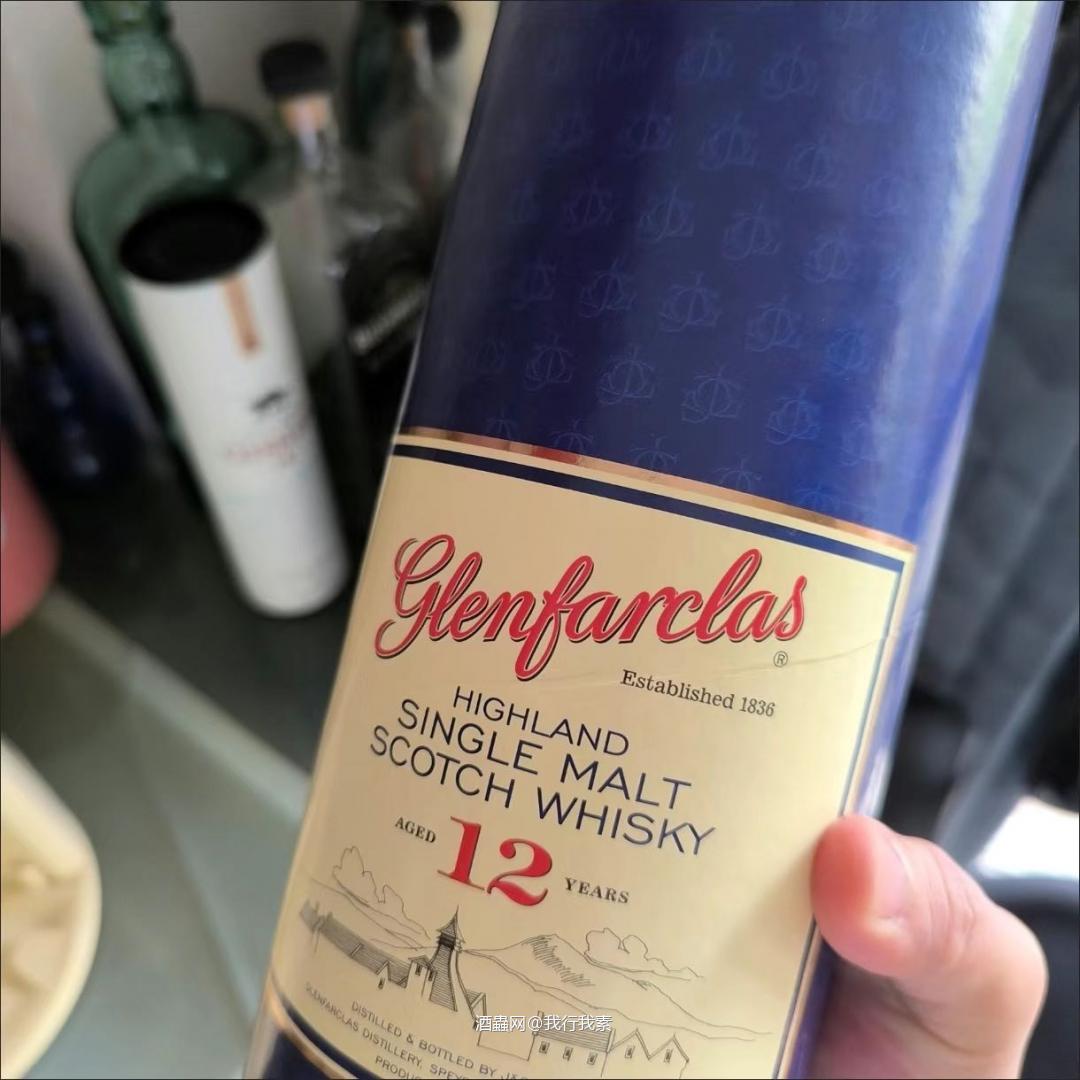 Glenfarclas
®
Established 1836
HIGHLAND
SINGLE MALT
SCOTCH WHISKY
AGED 12 YEARS
DISTILLED & BOTTLED BY J&G
GLENFARCLAS DISTILLERY,
酒蟲网@我行我素